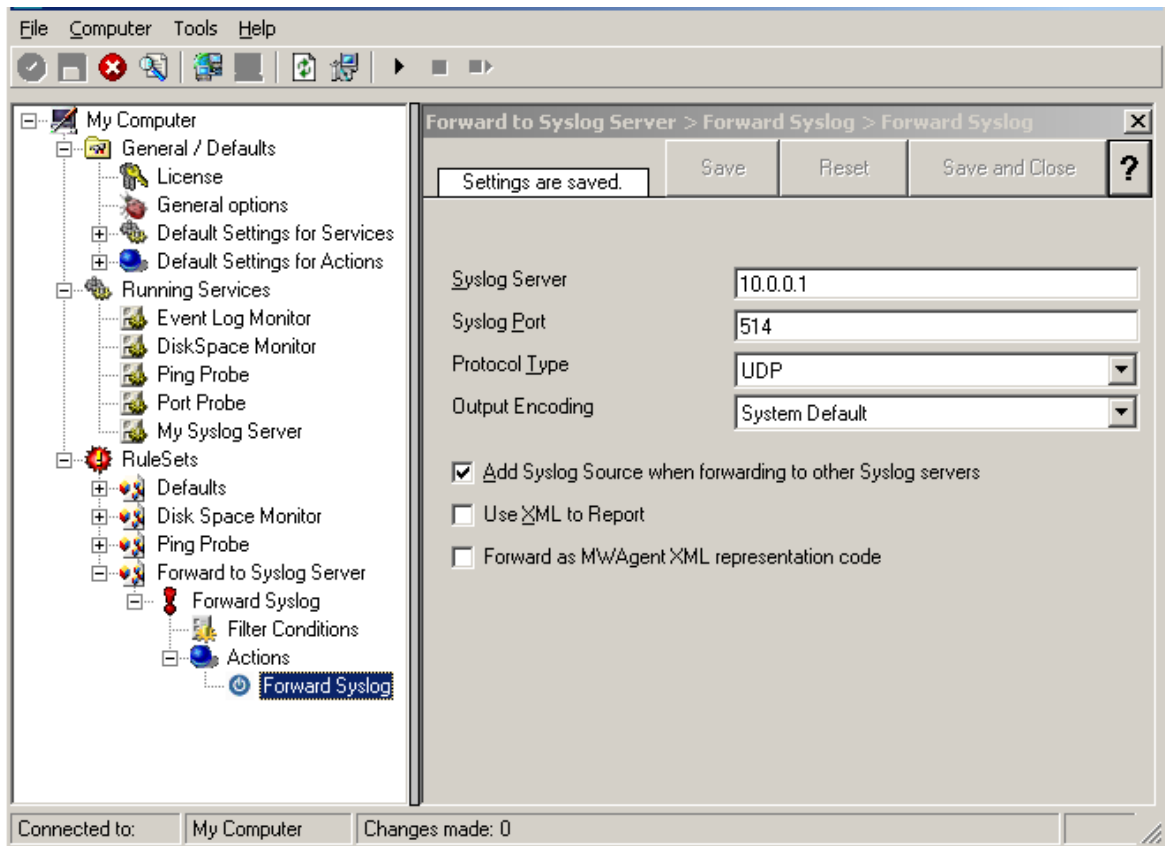 File Computer Tools Help
My Computer
General / Defaults
License
General options
Default Settings for Services
Default Settings for Actions
Running Services
Event Log Monitor
DiskSpace Monitor
Ping Probe
Port Probe
My Syslog Server
RuleSets
Defaults
Disk Space Monitor
Ping Probe
Forward to Syslog Server
Forward Syslog
Filter Conditions
Actions
Forward Syslog
Forward to Syslog Server > Forward Syslog > Forward Syslog
Settings are saved. Save Reset Save and Close ?
Syslog Server 10.0.0.1
Syslog Port 514
Protocol Type UDP
Output Encoding System Default
Add Syslog Source when forwarding to other Syslog servers
Use XML to Report
Forward as MWAgent XML representation code
Connected to: My Computer Changes made: 0